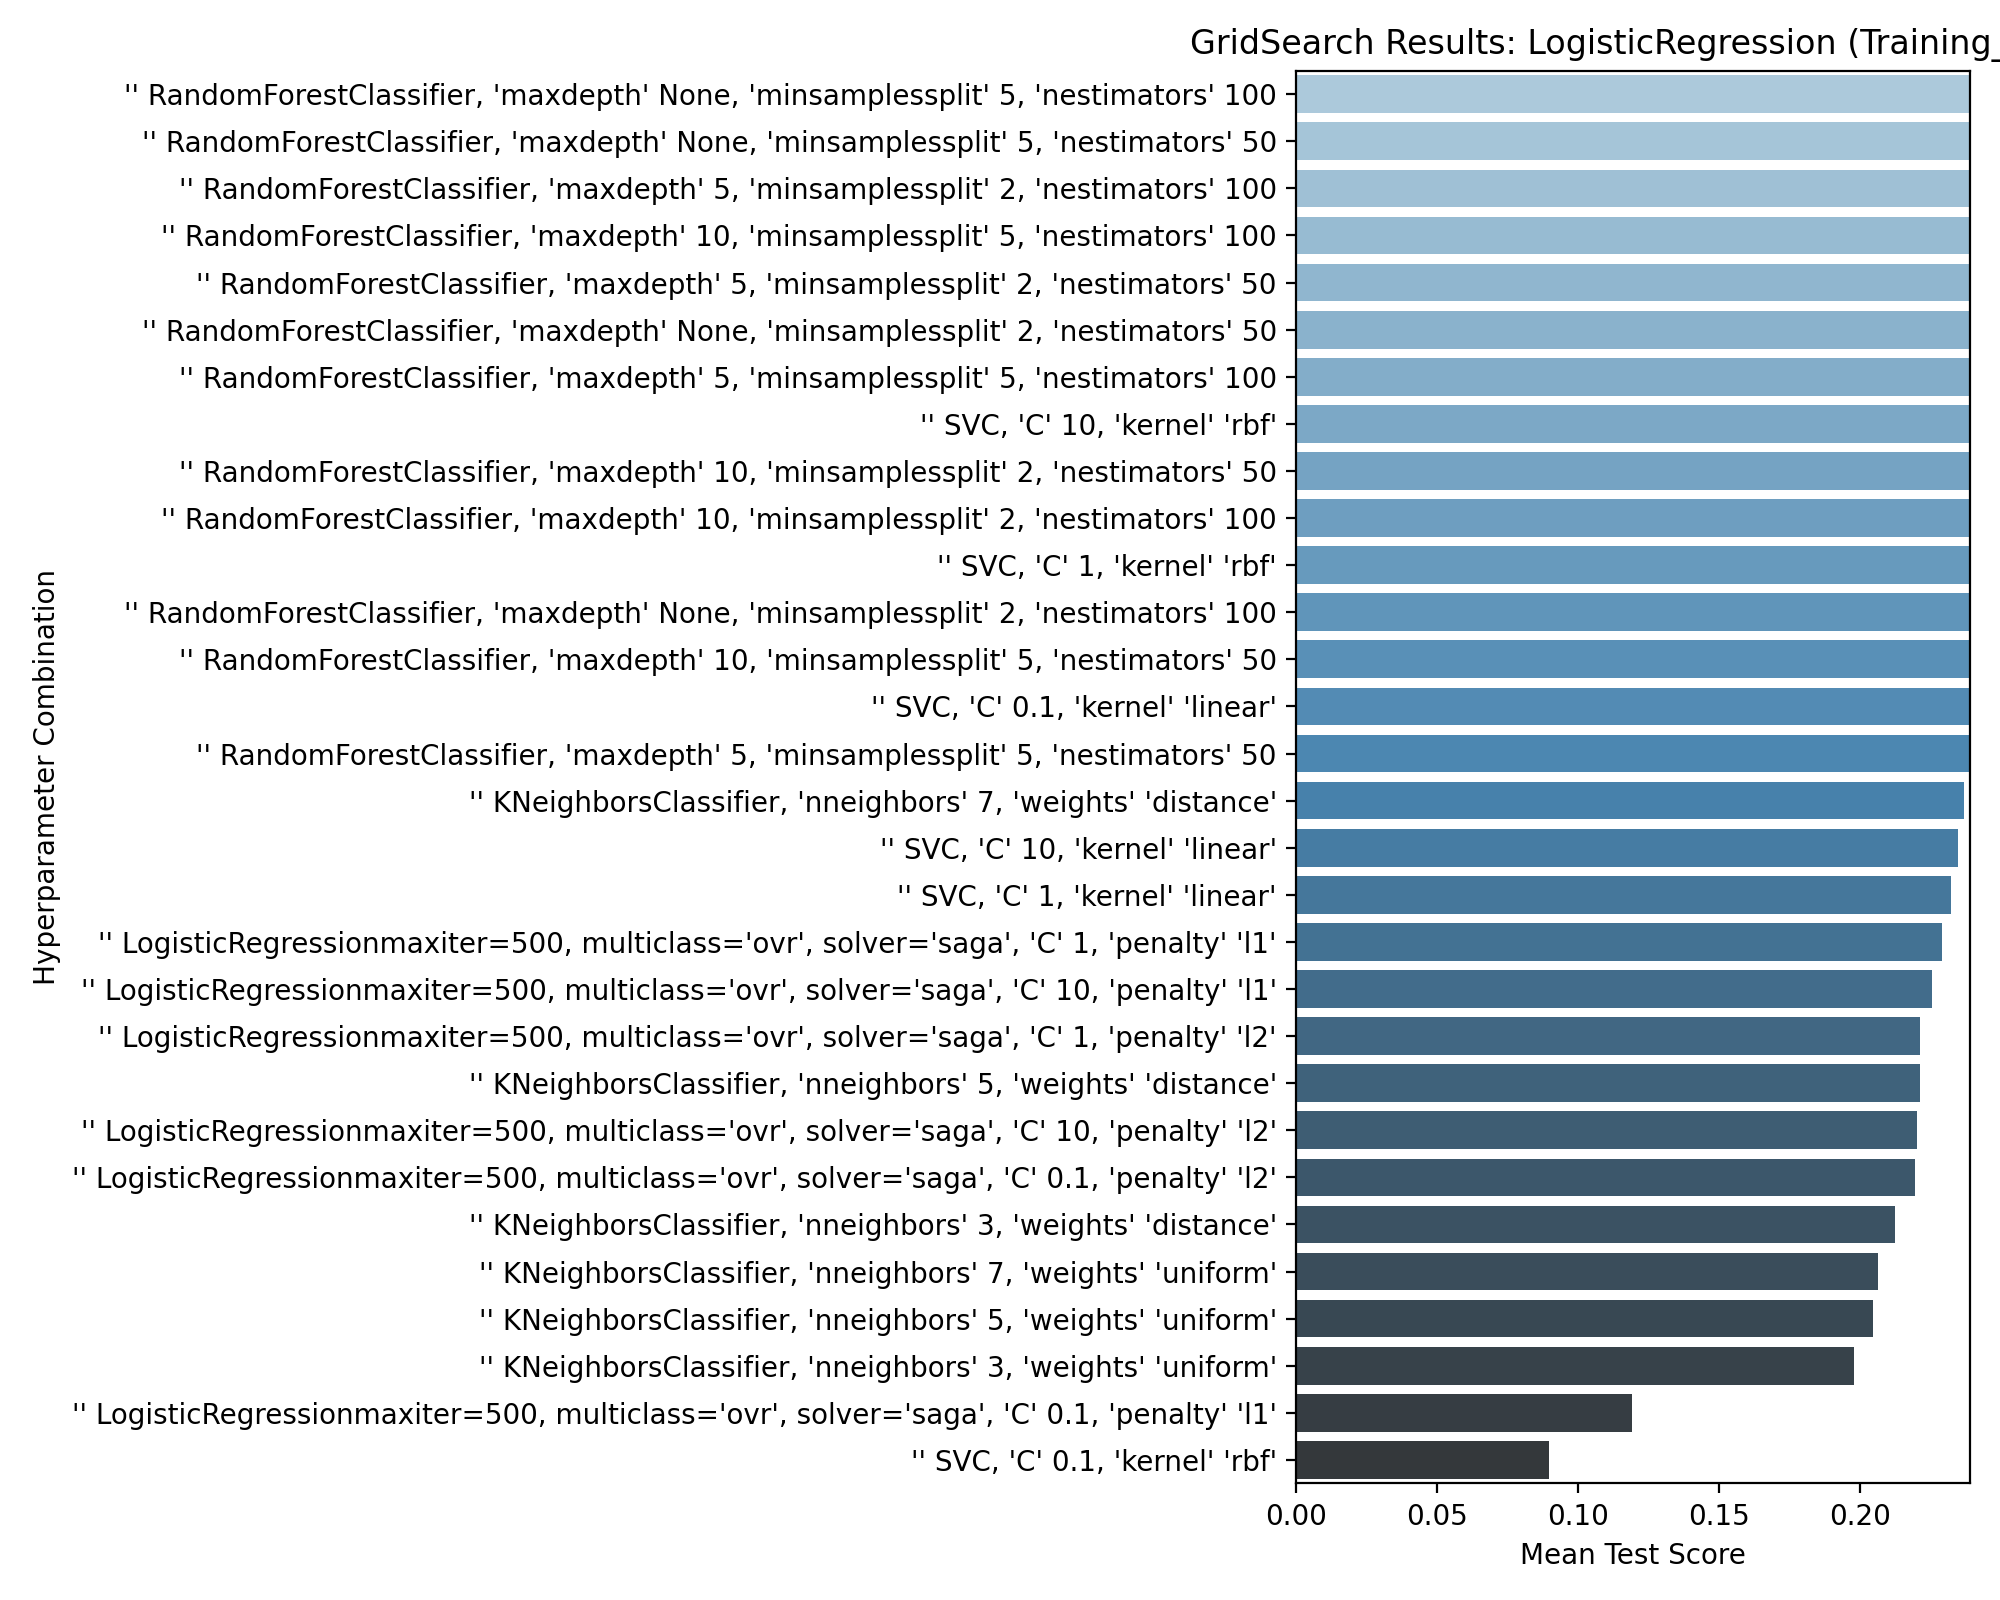 GridSearch Results: LogisticRegression (Training_
'' RandomForestClassifier, 'maxdepth' None, 'minsamplessplit' 5, 'nestimators' 100
'' RandomForestClassifier, 'maxdepth' None, 'minsamplessplit' 5, 'nestimators' 50
'' RandomForestClassifier, 'maxdepth' 5, 'minsamplessplit' 2, 'nestimators' 100
'' RandomForestClassifier, 'maxdepth' 10, 'minsamplessplit' 5, 'nestimators' 100
'' RandomForestClassifier, 'maxdepth' 5, 'minsamplessplit' 2, 'nestimators' 50
'' RandomForestClassifier, 'maxdepth' None, 'minsamplessplit' 2, 'nestimators' 50
'' RandomForestClassifier, 'maxdepth' 5, 'minsamplessplit' 5, 'nestimators' 100
'' SVC, 'C' 10, 'kernel' 'rbf'
'' RandomForestClassifier, 'maxdepth' 10, 'minsamplessplit' 2, 'nestimators' 50
'' RandomForestClassifier, 'maxdepth' 10, 'minsamplessplit' 2, 'nestimators' 100
'' SVC, 'C' 1, 'kernel' 'rbf'
'' RandomForestClassifier, 'maxdepth' None, 'minsamplessplit' 2, 'nestimators' 100
'' RandomForestClassifier, 'maxdepth' 10, 'minsamplessplit' 5, 'nestimators' 50
'' SVC, 'C' 0.1, 'kernel' 'linear'
'' RandomForestClassifier, 'maxdepth' 5, 'minsamplessplit' 5, 'nestimators' 50
'' KNeighborsClassifier, 'nneighbors' 7, 'weights' 'distance'
'' SVC, 'C' 10, 'kernel' 'linear'
'' SVC, 'C' 1, 'kernel' 'linear'
'' LogisticRegressionmaxiter=500, multiclass='ovr', solver='saga', 'C' 1, 'penalty' 'l1'
'' LogisticRegressionmaxiter=500, multiclass='ovr', solver='saga', 'C' 10, 'penalty' 'l1'
'' LogisticRegressionmaxiter=500, multiclass='ovr', solver='saga', 'C' 1, 'penalty' 'l2'
'' KNeighborsClassifier, 'nneighbors' 5, 'weights' 'distance'
'' LogisticRegressionmaxiter=500, multiclass='ovr', solver='saga', 'C' 10, 'penalty' 'l2'
'' LogisticRegressionmaxiter=500, multiclass='ovr', solver='saga', 'C' 0.1, 'penalty' 'l2'
'' KNeighborsClassifier, 'nneighbors' 3, 'weights' 'distance'
'' KNeighborsClassifier, 'nneighbors' 7, 'weights' 'uniform'
'' KNeighborsClassifier, 'nneighbors' 5, 'weights' 'uniform'
'' KNeighborsClassifier, 'nneighbors' 3, 'weights' 'uniform'
'' LogisticRegressionmaxiter=500, multiclass='ovr', solver='saga', 'C' 0.1, 'penalty' 'l1'
'' SVC, 'C' 0.1, 'kernel' 'rbf'
Hyperparameter Combination
0.00 0.05 0.10 0.15 0.20
Mean Test Score